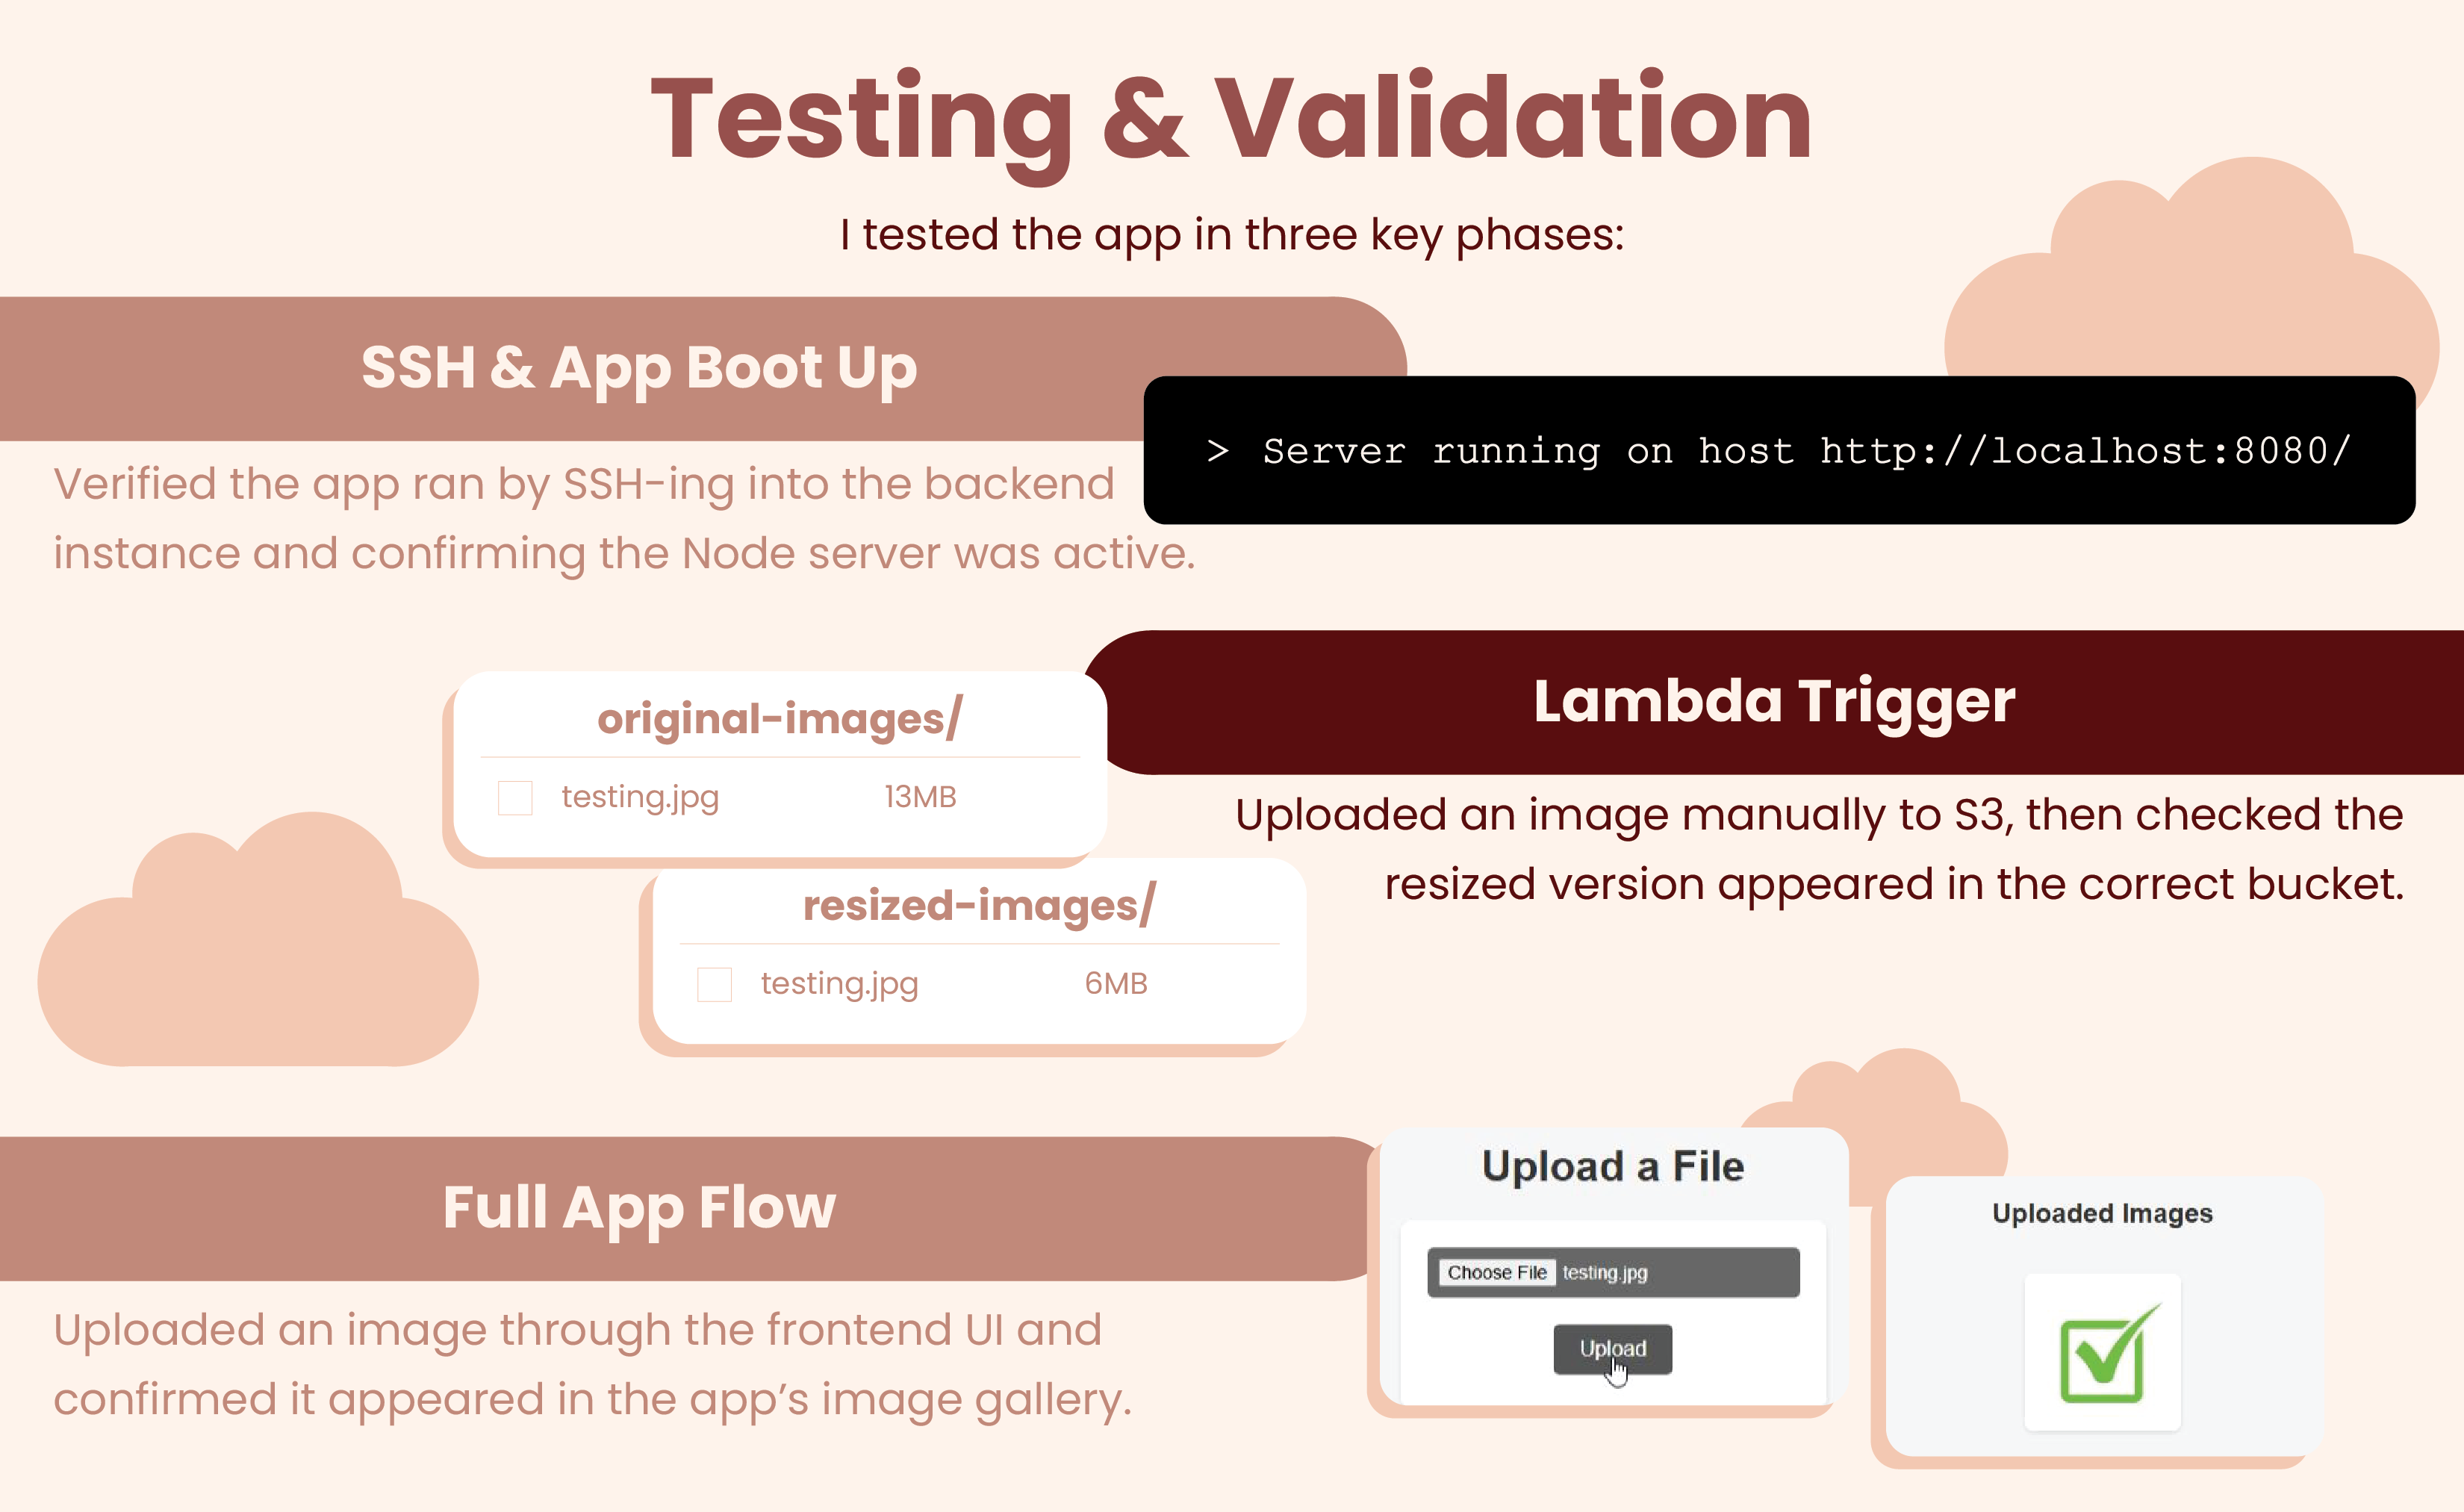 Testing & Validation
I tested the app in three key phases:
SSH & App Boot Up
> Server running on host http://localhost:8080/
Verified the app ran by SSH-ing into the backend
instance and confirming the Node server was active.
Lambda Trigger
Uploaded an image manually to S3, then checked the
resized version appeared in the correct bucket.
original-images/
testing.jpg 13MB
resized-images/
testing.jpg 6MB
Full App Flow
Uploaded an image through the frontend UI and
confirmed it appeared in the app’s image gallery.
Upload a File
Choose File testing.jpg
Upload
Uploaded Images